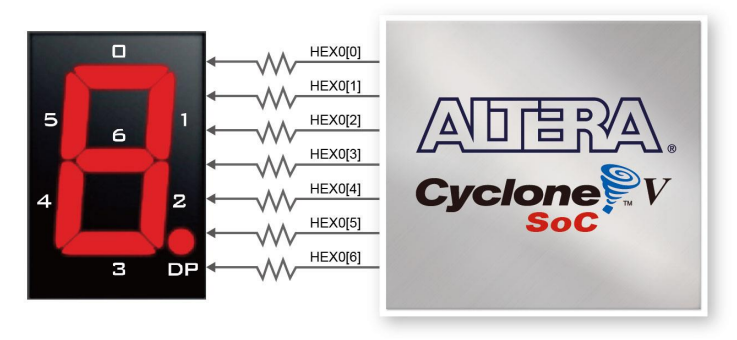 0
5
1
6
4
2
3
DP
HEX0[0]
HEX0[1]
HEX0[2]
HEX0[3]
HEX0[4]
HEX0[5]
HEX0[6]
ALTERA®
Cyclone™ V
SoC